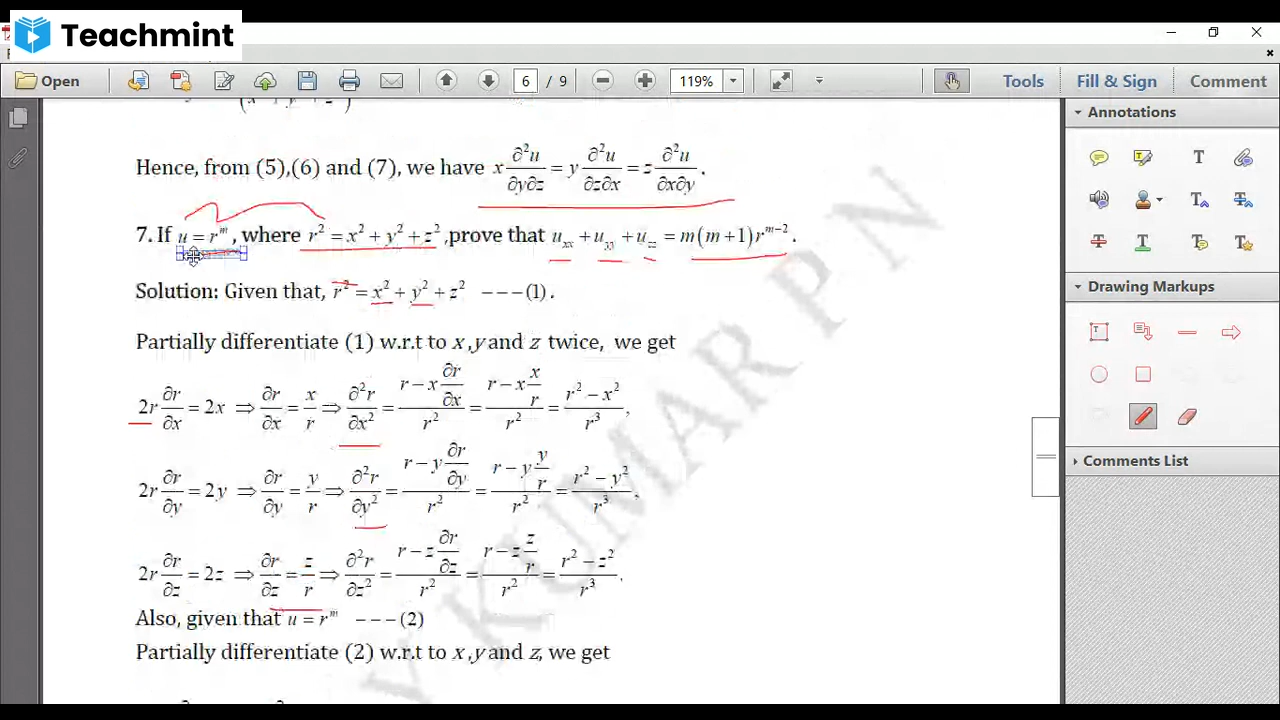 Teachmint
Open 6 / 9 119% Tools Fill & Sign Comment
Annotations
Drawing Markups
Comments List
Hence, from (5),(6) and (7), we have x ∂²u/∂y∂z = y ∂²u/∂z∂x = z ∂²u/∂x∂y .
7. If u = r^m , where r² = x² + y² + z² ,prove that u_xx + u_yy + u_zz = m(m+1)r^(m−2) .
Solution: Given that, r² = x² + y² + z² −−−(1).
Partially differentiate (1) w.r.t to x ,y and z twice, we get
2r ∂r/∂x = 2x ⇒ ∂r/∂x = x/r ⇒ ∂²r/∂x² = (r − x ∂r/∂x)/r² = (r − x x/r)/r² = (r² − x²)/r³ ,
2r ∂r/∂y = 2y ⇒ ∂r/∂y = y/r ⇒ ∂²r/∂y² = (r − y ∂r/∂y)/r² = (r − y y/r)/r² = (r² − y²)/r³ ,
2r ∂r/∂z = 2z ⇒ ∂r/∂z = z/r ⇒ ∂²r/∂z² = (r − z ∂r/∂z)/r² = (r − z z/r)/r² = (r² − z²)/r³ .
Also, given that u = r^m −−−(2)
Partially differentiate (2) w.r.t to x ,y and z, we get
KUMAR P N